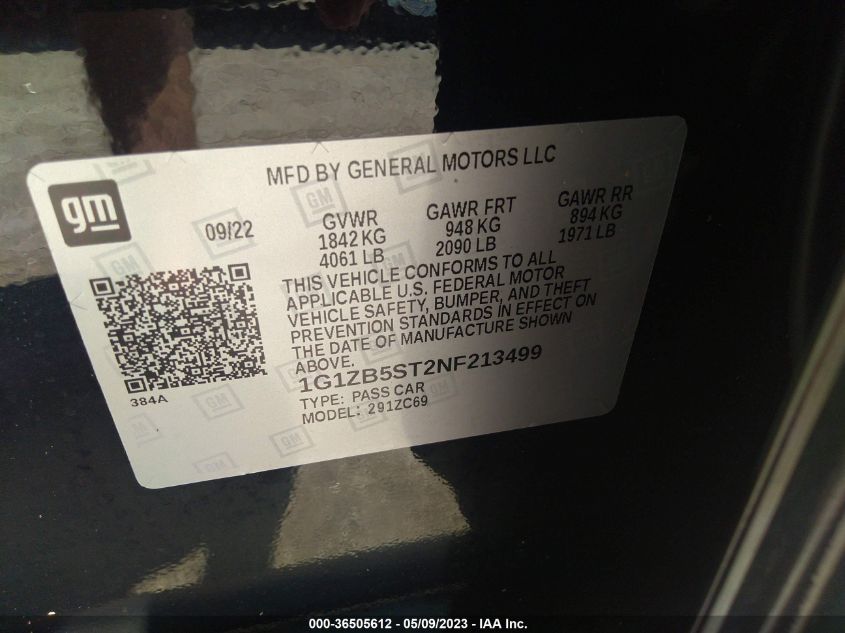 MFD BY GENERAL MOTORS LLC
gm
09/22
GVWR
1842 KG
4061 LB
GAWR FRT
948 KG
2090 LB
GAWR RR
894 KG
1971 LB
THIS VEHICLE CONFORMS TO ALL
APPLICABLE U.S. FEDERAL MOTOR
VEHICLE SAFETY, BUMPER, AND THEFT
PREVENTION STANDARDS IN EFFECT ON
THE DATE OF MANUFACTURE SHOWN
ABOVE.
1G1ZB5ST2NF213499
TYPE: PASS CAR
MODEL: 291ZC69
384A
000-36505612 - 05/09/2023 - IAA Inc.